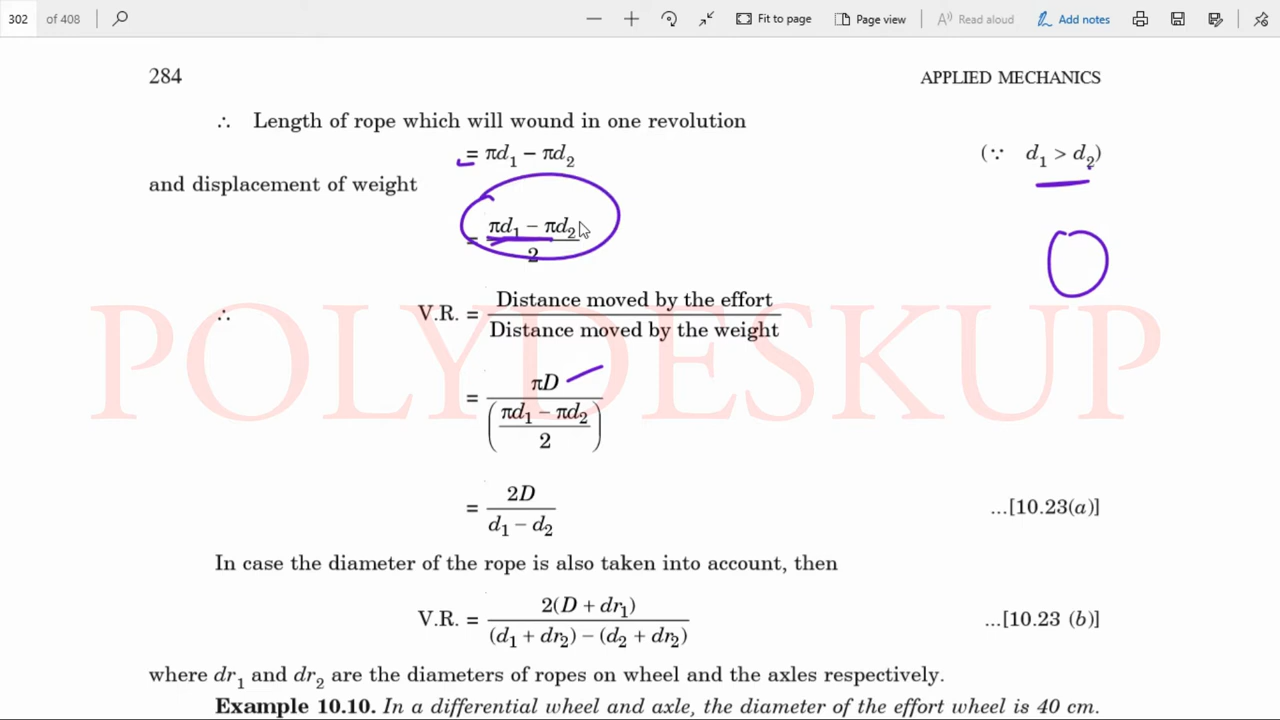 302 of 408 Fit to page Page view Read aloud Add notes
284 APPLIED MECHANICS
∴ Length of rope which will wound in one revolution
= πd₁ − πd₂ (∵ d₁ > d₂)
and displacement of weight
= (πd₁ − πd₂)/2
∴ V.R. = Distance moved by the effort / Distance moved by the weight
POLYDESKUP
= πD / ((πd₁ − πd₂)/2)
= 2D / (d₁ − d₂) ...[10.23(a)]
In case the diameter of the rope is also taken into account, then
V.R. = 2(D + dr₁) / ((d₁ + dr₂) − (d₂ + dr₂)) ...[10.23 (b)]
where dr₁ and dr₂ are the diameters of ropes on wheel and the axles respectively.
Example 10.10. In a differential wheel and axle, the diameter of the effort wheel is 40 cm.